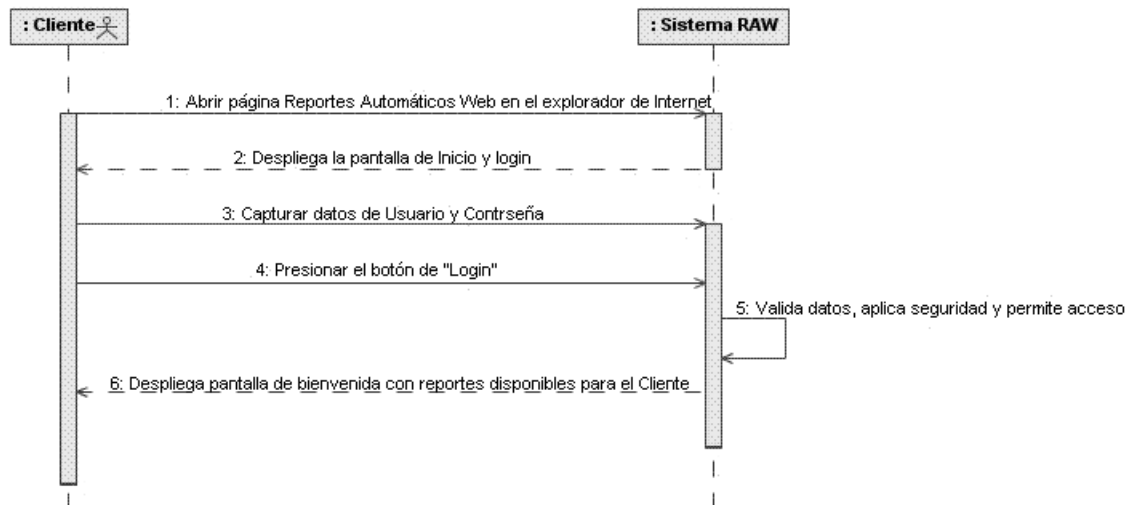 : Cliente
: Sistema RAW
1: Abrir página Reportes Automáticos Web en el explorador de Internet
2: Despliega la pantalla de Inicio y login
3: Capturar datos de Usuario y Contrseña
4: Presionar el botón de "Login"
5: Valida datos, aplica seguridad y permite acceso
6: Despliega pantalla de bienvenida con reportes disponibles para el Cliente